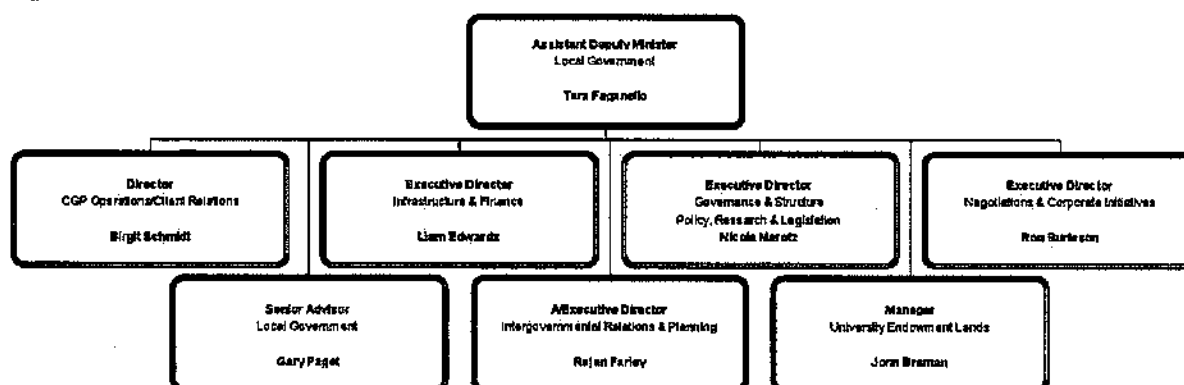 Assistant Deputy Minister
Local Government
Tara Faganello
Director
CGP Operations/Client Relations
Birgit Schmidt
Executive Director
Infrastructure & Finance
Liam Edwards
Executive Director
Governance & Structure
Policy, Research & Legislation
Nicola Marotz
Executive Director
Negotiations & Corporate Initiatives
Ron Burleson
Senior Advisor
Local Government
Gary Paget
A/Executive Director
Intergovernmental Relations & Planning
Farley
Manager
University Endowment Lands
Braman